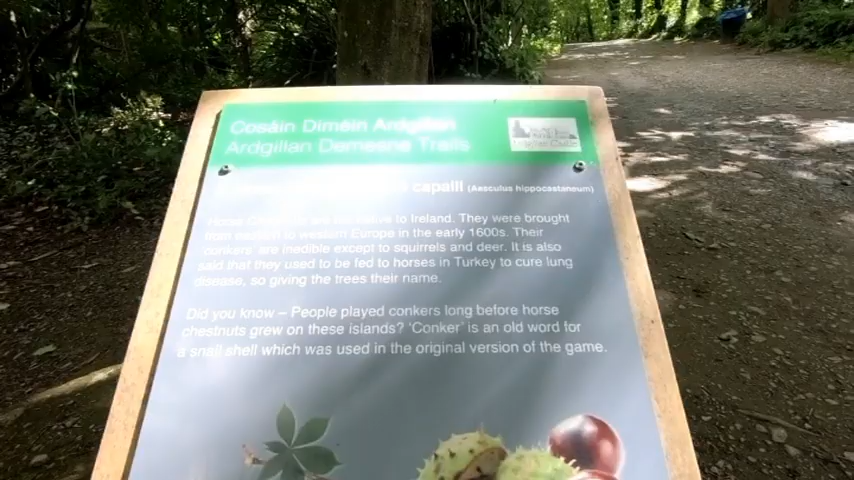 Cosáin Diméin Ardgillan
Ardgillan Demesne Trails
capaill (Aesculus hippocastaneum)
Horse are not native to Ireland. They were brought
from eastern to western Europe in the early 1600s. Their
'conkers' are inedible except to squirrels and deer. It is also
said that they used to be fed to horses in Turkey to cure lung
disease, so giving the trees their name.
Did you know – People played conkers long before horse
chestnuts grew on these islands? 'Conker' is an old word for
a snail shell which was used in the original version of the game.